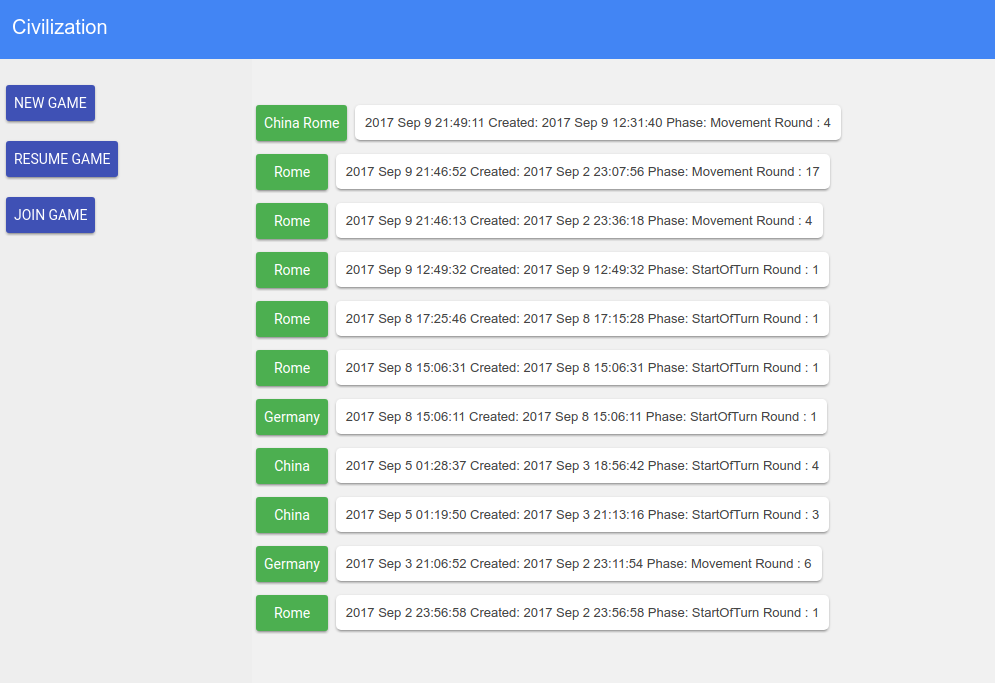 Civilization
NEW GAME
RESUME GAME
JOIN GAME
China Rome 2017 Sep 9 21:49:11 Created: 2017 Sep 9 12:31:40 Phase: Movement Round : 4
Rome 2017 Sep 9 21:46:52 Created: 2017 Sep 2 23:07:56 Phase: Movement Round : 17
Rome 2017 Sep 9 21:46:13 Created: 2017 Sep 2 23:36:18 Phase: Movement Round : 4
Rome 2017 Sep 9 12:49:32 Created: 2017 Sep 9 12:49:32 Phase: StartOfTurn Round : 1
Rome 2017 Sep 8 17:25:46 Created: 2017 Sep 8 17:15:28 Phase: StartOfTurn Round : 1
Rome 2017 Sep 8 15:06:31 Created: 2017 Sep 8 15:06:31 Phase: StartOfTurn Round : 1
Germany 2017 Sep 8 15:06:11 Created: 2017 Sep 8 15:06:11 Phase: StartOfTurn Round : 1
China 2017 Sep 5 01:28:37 Created: 2017 Sep 3 18:56:42 Phase: StartOfTurn Round : 4
China 2017 Sep 5 01:19:50 Created: 2017 Sep 3 21:13:16 Phase: StartOfTurn Round : 3
Germany 2017 Sep 3 21:06:52 Created: 2017 Sep 2 23:11:54 Phase: Movement Round : 6
Rome 2017 Sep 2 23:56:58 Created: 2017 Sep 2 23:56:58 Phase: StartOfTurn Round : 1